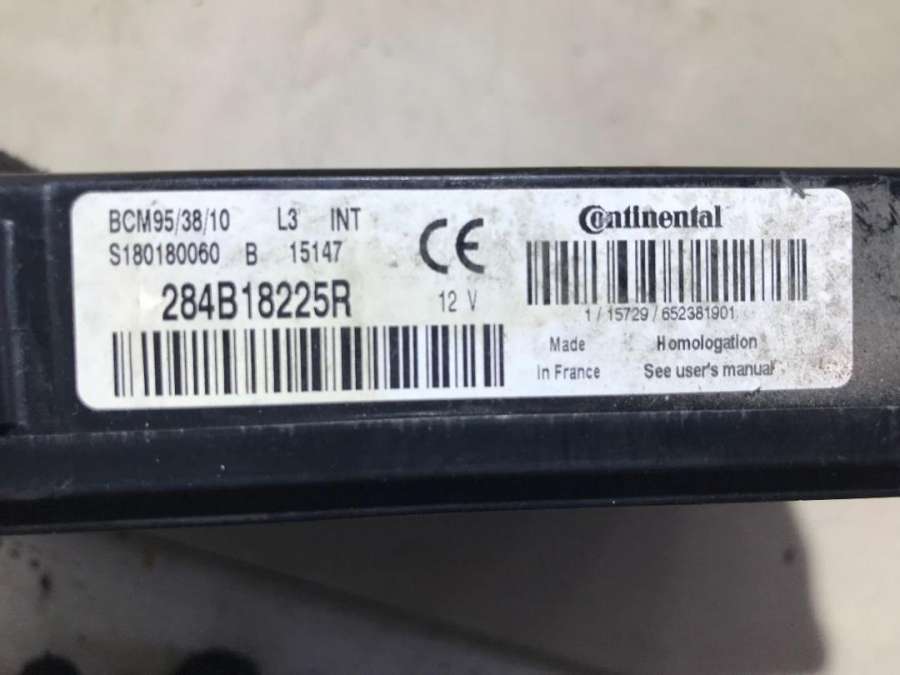 BCM95/38/10 L3 INT
S180180060 B 15147
284B18225R
CE
12 V
Continental
1 / 15729 / 652381901
Made Homologation
In France See user's manual